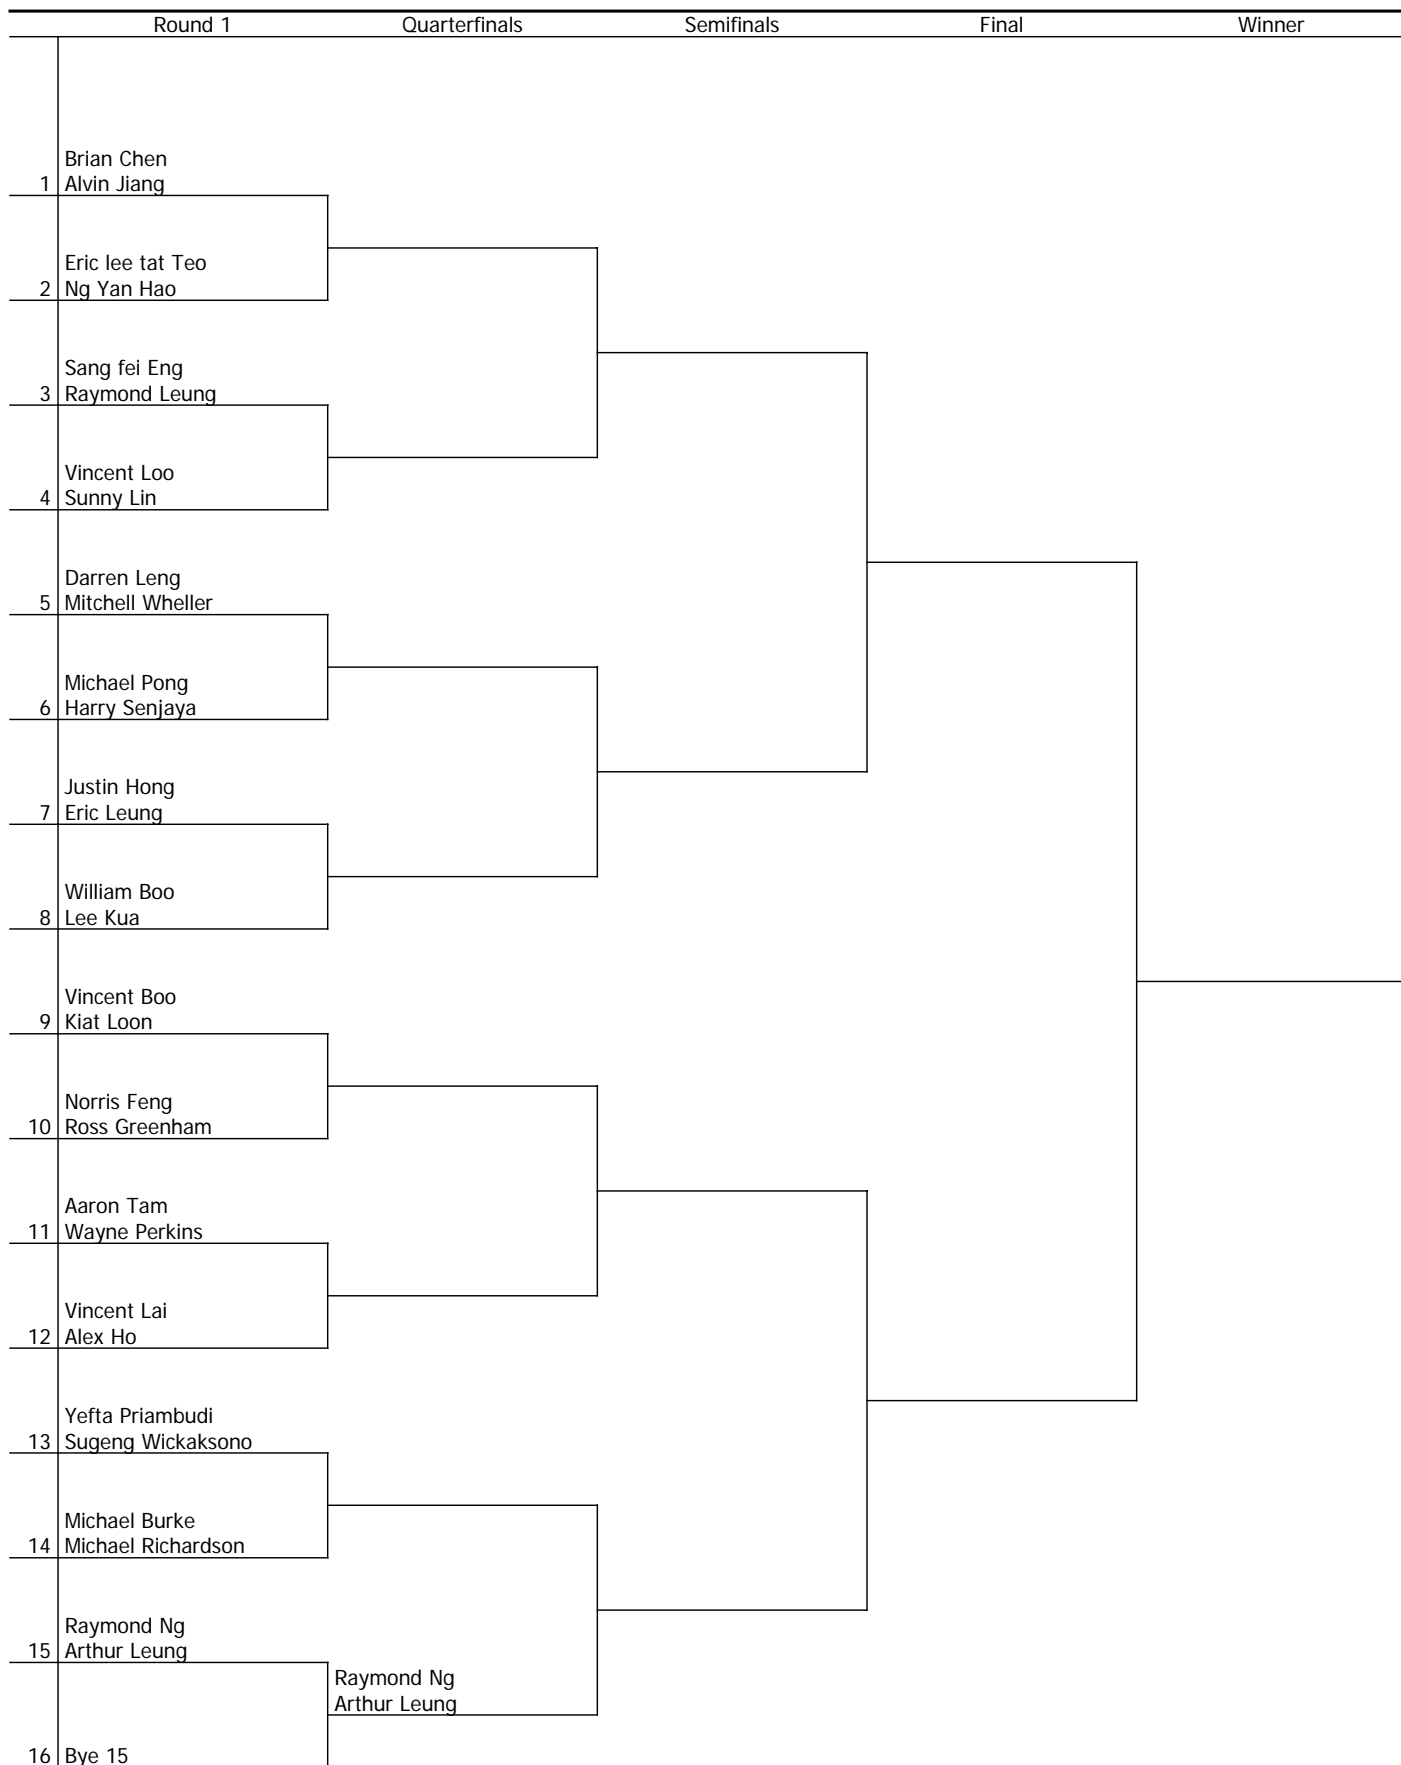 Round 1 Quarterfinals Semifinals Final Winner
Brian Chen
1 Alvin Jiang
Eric lee tat Teo
2 Ng Yan Hao
Sang fei Eng
3 Raymond Leung
Vincent Loo
4 Sunny Lin
Darren Leng
5 Mitchell Wheller
Michael Pong
6 Harry Senjaya
Justin Hong
7 Eric Leung
William Boo
8 Lee Kua
Vincent Boo
9 Kiat Loon
Norris Feng
10 Ross Greenham
Aaron Tam
11 Wayne Perkins
Vincent Lai
12 Alex Ho
Yefta Priambudi
13 Sugeng Wickaksono
Michael Burke
14 Michael Richardson
Raymond Ng
15 Arthur Leung
Raymond Ng
Arthur Leung
16 Bye 15